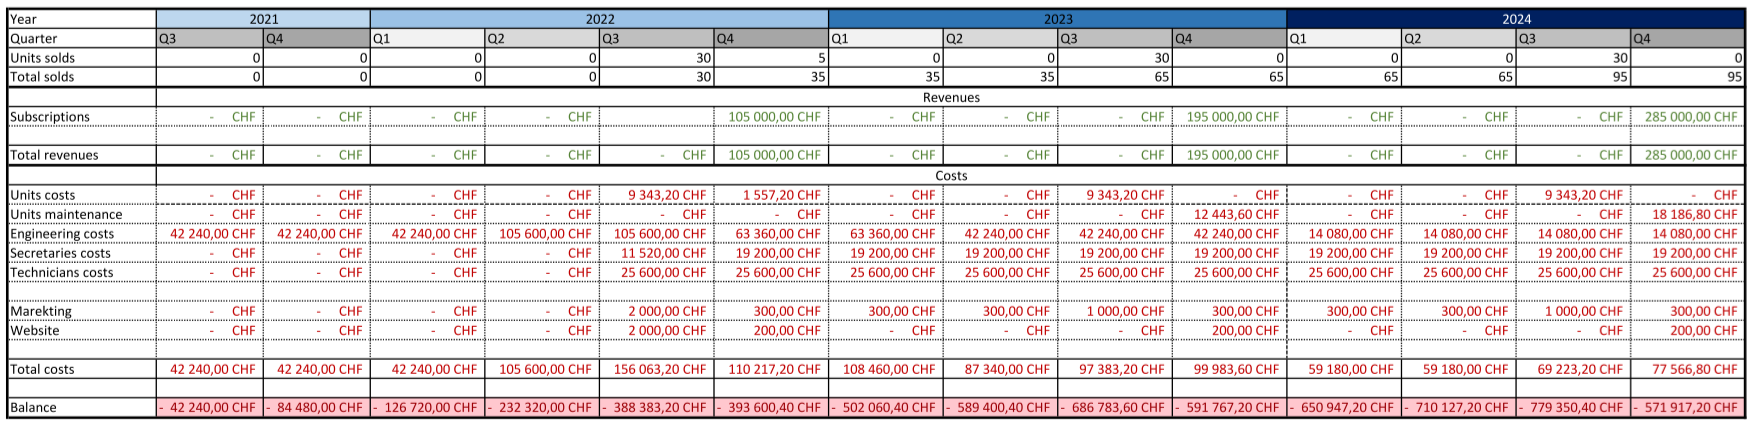 Year 2021 2022 2023 2024
Quarter Q3 Q4 Q1 Q2 Q3 Q4 Q1 Q2 Q3 Q4 Q1 Q2 Q3 Q4
Units solds 0 0 0 0 30 5 0 0 30 0 0 0 30 0
Total solds 0 0 0 0 30 35 35 35 65 65 65 65 95 95
Revenues
Subscriptions - CHF - CHF - CHF - CHF 105 000,00 CHF - CHF - CHF - CHF 195 000,00 CHF - CHF - CHF - CHF 285 000,00 CHF
Total revenues - CHF - CHF - CHF - CHF - CHF 105 000,00 CHF - CHF - CHF - CHF 195 000,00 CHF - CHF - CHF - CHF 285 000,00 CHF
Costs
Units costs - CHF - CHF - CHF - CHF 9 343,20 CHF 1 557,20 CHF - CHF - CHF 9 343,20 CHF - CHF - CHF - CHF 9 343,20 CHF - CHF
Units maintenance - CHF - CHF - CHF - CHF - CHF - CHF - CHF - CHF - CHF 12 443,60 CHF - CHF - CHF - CHF 18 186,80 CHF
Engineering costs 42 240,00 CHF 42 240,00 CHF 42 240,00 CHF 105 600,00 CHF 105 600,00 CHF 63 360,00 CHF 63 360,00 CHF 42 240,00 CHF 42 240,00 CHF 42 240,00 CHF 14 080,00 CHF 14 080,00 CHF 14 080,00 CHF 14 080,00 CHF
Secretaries costs - CHF - CHF - CHF - CHF 11 520,00 CHF 19 200,00 CHF 19 200,00 CHF 19 200,00 CHF 19 200,00 CHF 19 200,00 CHF 19 200,00 CHF 19 200,00 CHF 19 200,00 CHF 19 200,00 CHF
Technicians costs - CHF - CHF - CHF - CHF 25 600,00 CHF 25 600,00 CHF 25 600,00 CHF 25 600,00 CHF 25 600,00 CHF 25 600,00 CHF 25 600,00 CHF 25 600,00 CHF 25 600,00 CHF 25 600,00 CHF
Marekting - CHF - CHF - CHF - CHF 2 000,00 CHF 300,00 CHF 300,00 CHF 300,00 CHF 1 000,00 CHF 300,00 CHF 300,00 CHF 300,00 CHF 1 000,00 CHF 300,00 CHF
Website - CHF - CHF - CHF - CHF 2 000,00 CHF 200,00 CHF - CHF - CHF - CHF 200,00 CHF - CHF - CHF - CHF 200,00 CHF
Total costs 42 240,00 CHF 42 240,00 CHF 42 240,00 CHF 105 600,00 CHF 156 063,20 CHF 110 217,20 CHF 108 460,00 CHF 87 340,00 CHF 97 383,20 CHF 99 983,60 CHF 59 180,00 CHF 59 180,00 CHF 69 223,20 CHF 77 566,80 CHF
Balance - 42 240,00 CHF - 84 480,00 CHF - 126 720,00 CHF - 232 320,00 CHF - 388 383,20 CHF - 393 600,40 CHF - 502 060,40 CHF - 589 400,40 CHF - 686 783,60 CHF - 591 767,20 CHF - 650 947,20 CHF - 710 127,20 CHF - 779 350,40 CHF - 571 917,20 CHF